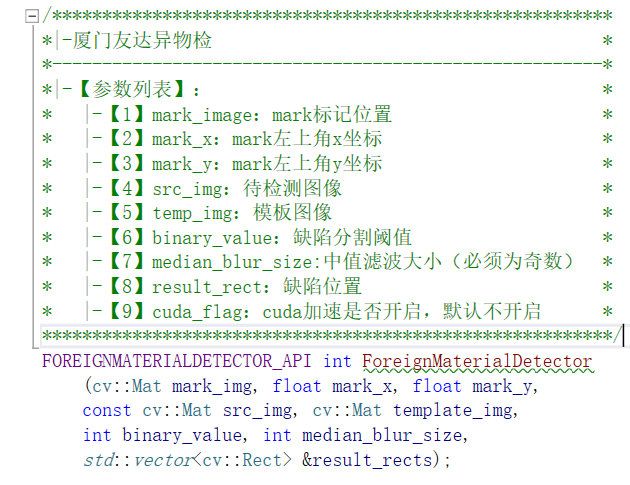 /********************************************************
*|-厦门友达异物检 *
*-------------------------------------------------------*
*|-【参数列表】: *
* |-【1】mark_image: mark标记位置 *
* |-【2】mark_x: mark左上角x坐标 *
* |-【3】mark_y: mark左上角y坐标 *
* |-【4】src_img: 待检测图像 *
* |-【5】temp_img: 模板图像 *
* |-【6】binary_value: 缺陷分割阈值 *
* |-【7】median_blur_size:中值滤波大小（必须为奇数） *
* |-【8】result_rect: 缺陷位置 *
* |-【9】cuda_flag: cuda加速是否开启，默认不开启 *
*********************************************************/
FOREIGNMATERIALDETECTOR_API int ForeignMaterialDetector
(cv::Mat mark_img, float mark_x, float mark_y,
const cv::Mat src_img, cv::Mat template_img,
int binary_value, int median_blur_size,
std::vector<cv::Rect> &result_rects);